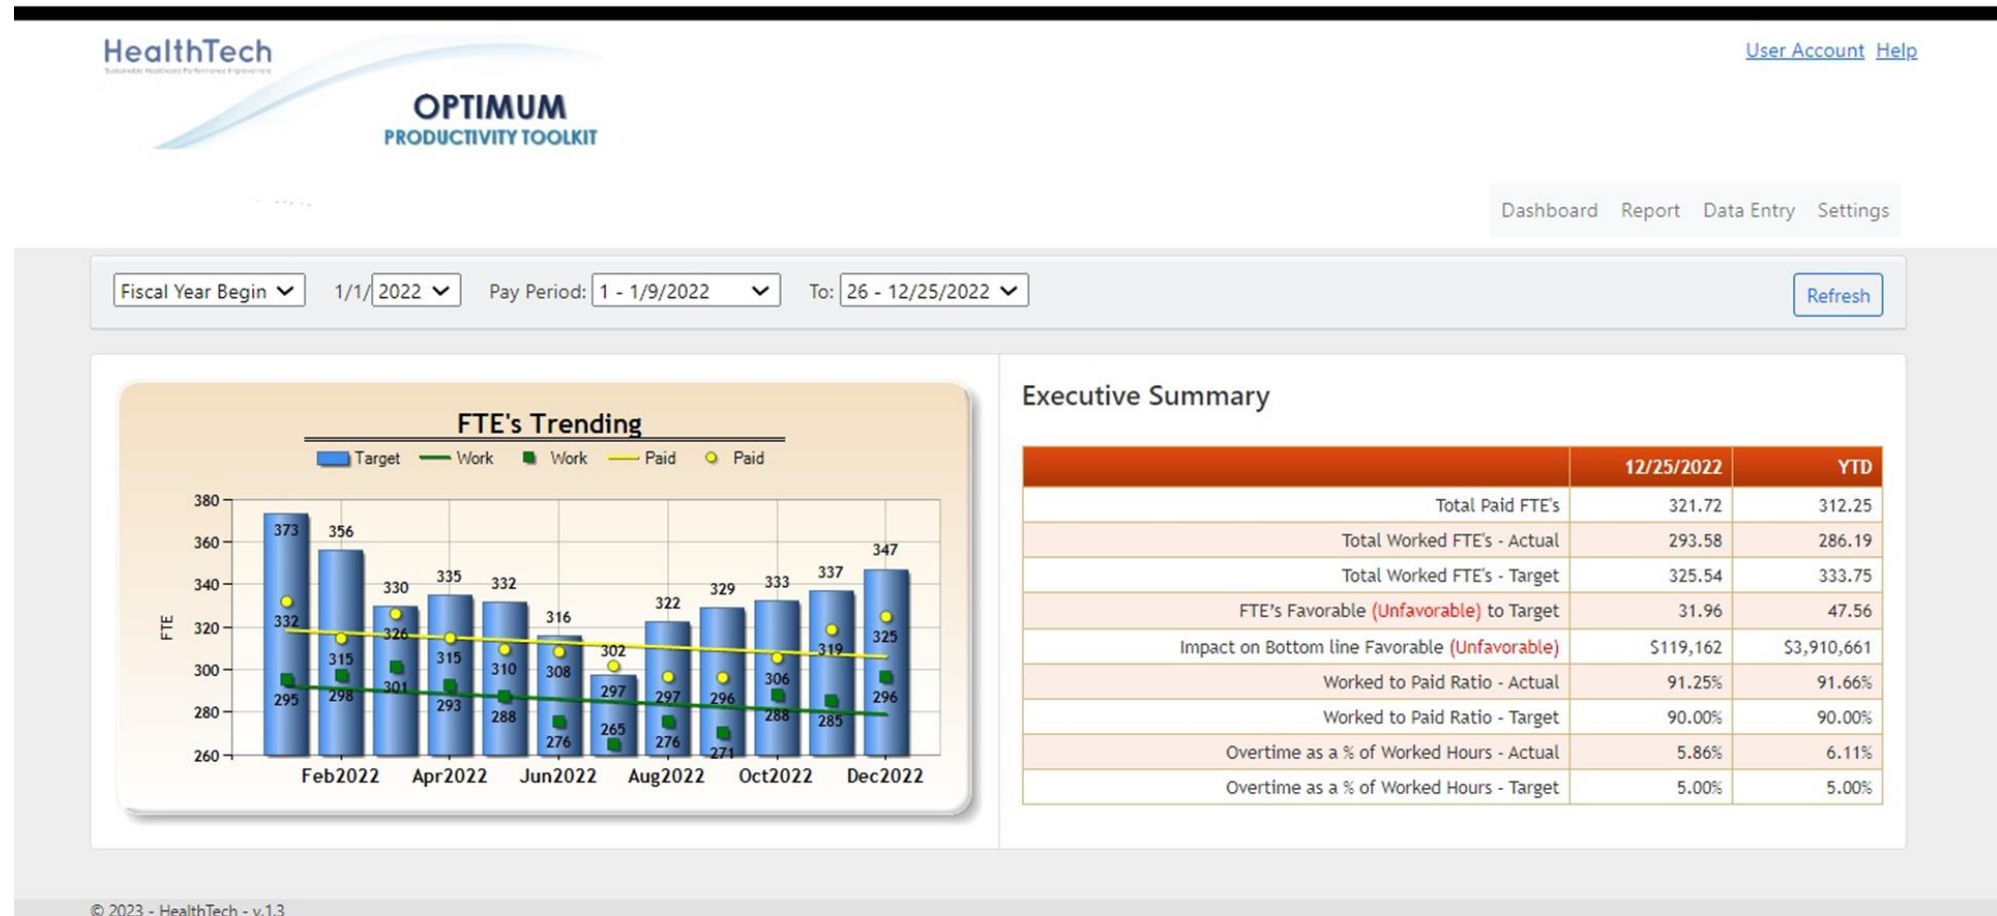 HealthTech
Sustainable Healthcare Performance Improvement
User Account Help
OPTIMUM
PRODUCTIVITY TOOLKIT
Dashboard Report Data Entry Settings
Fiscal Year Begin 1/1/ 2022 Pay Period: 1 - 1/9/2022 To: 26 - 12/25/2022 Refresh
FTE's Trending
Target Work Work Paid Paid
FTE
380
360
340
320
300
280
260
373 356 330 335 332 316 302 322 329 333 337 347
332 315 326 315 310 308 297 297 296 306 319 325
295 298 301 293 288 276 265 276 271 288 285 296
Feb2022 Apr2022 Jun2022 Aug2022 Oct2022 Dec2022
Executive Summary
12/25/2022 YTD
Total Paid FTE's 321.72 312.25
Total Worked FTE's - Actual 293.58 286.19
Total Worked FTE's - Target 325.54 333.75
FTE's Favorable (Unfavorable) to Target 31.96 47.56
Impact on Bottom line Favorable (Unfavorable) $119,162 $3,910,661
Worked to Paid Ratio - Actual 91.25% 91.66%
Worked to Paid Ratio - Target 90.00% 90.00%
Overtime as a % of Worked Hours - Actual 5.86% 6.11%
Overtime as a % of Worked Hours - Target 5.00% 5.00%
© 2023 - HealthTech - v.1.3